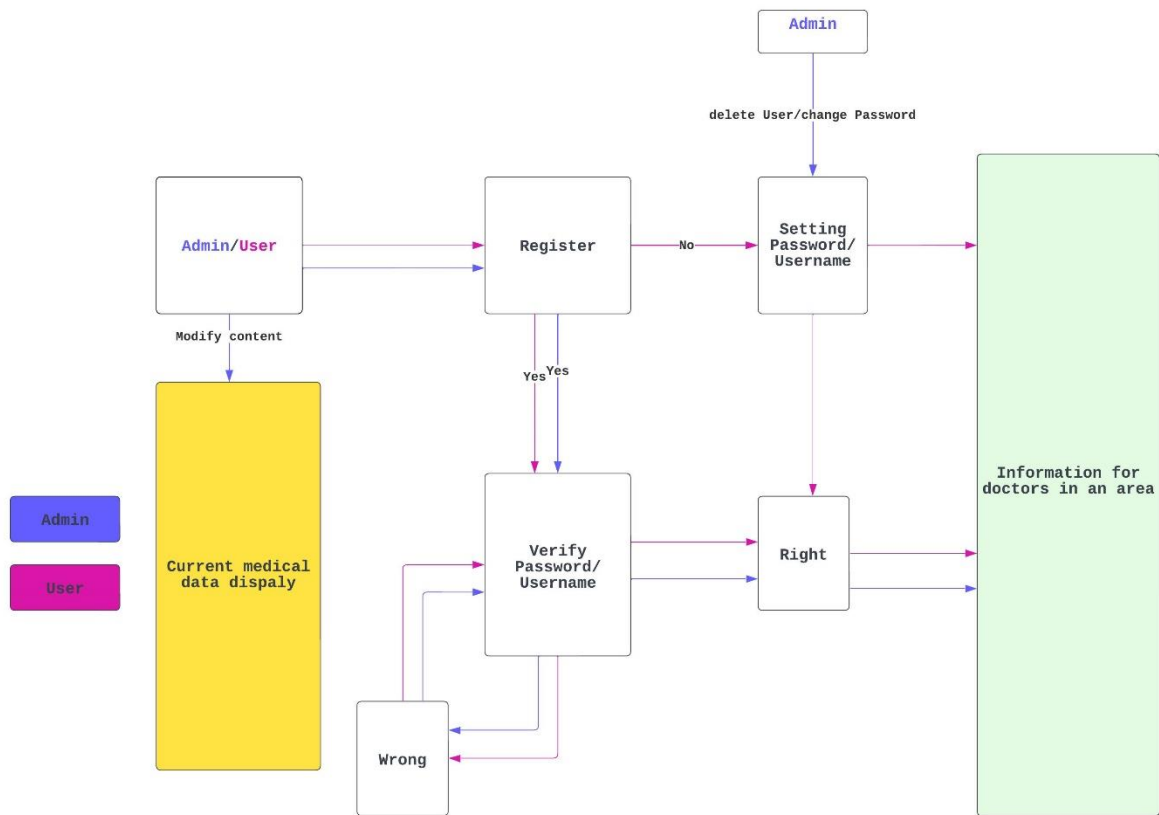 Admin
delete User/change Password
Admin/User
Register
No
Setting
Password/
Username
Modify content
Yes
Yes
Information for
doctors in an area
Admin
User
Current medical
data dispaly
Verify
Password/
Username
Right
Wrong